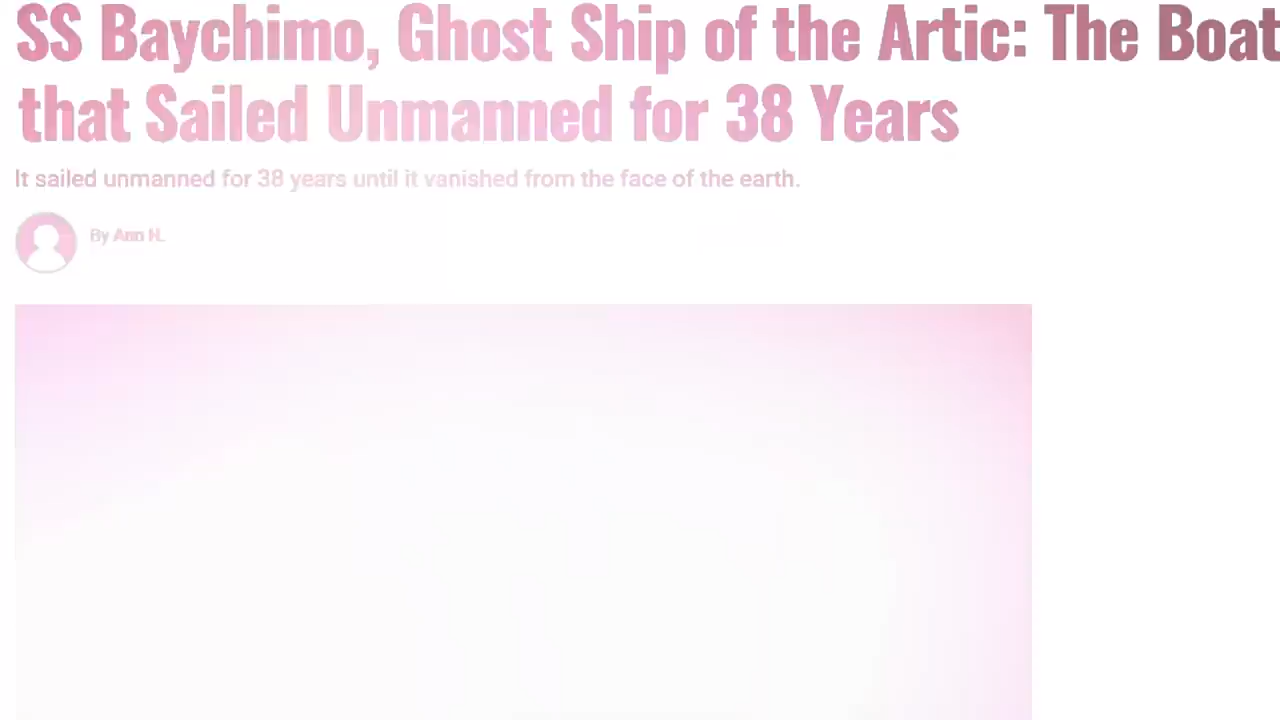 SS Baychimo, Ghost Ship of the Artic: The Boat
that Sailed Unmanned for 38 Years
It sailed unmanned for 38 years until it vanished from the face of the earth.
By Ann H.